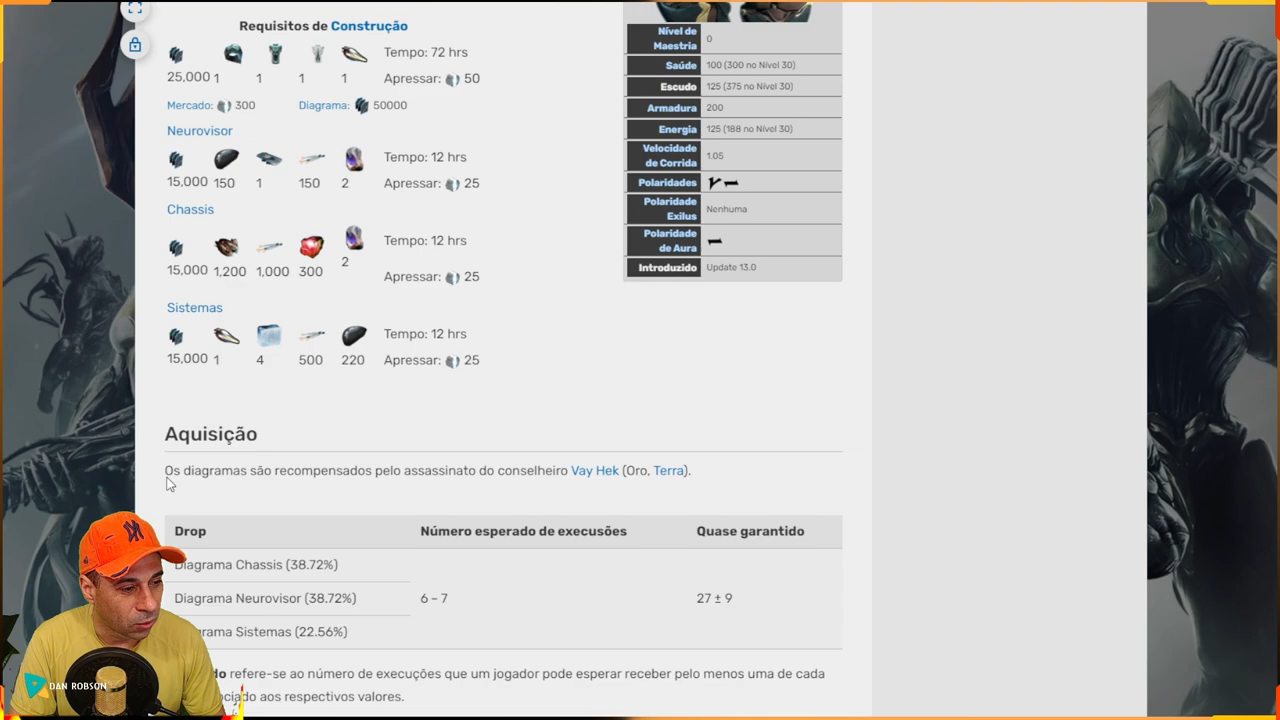 Requisitos de Construção
25,000 1 1 1 1
Tempo: 72 hrs
Apressar: 50
Mercado: 300 Diagrama: 50000
Neurovisor
15,000 150 1 150 2
Tempo: 12 hrs
Apressar: 25
Chassis
15,000 1,200 1,000 300 2
Tempo: 12 hrs
Apressar: 25
Sistemas
15,000 1 4 500 220
Tempo: 12 hrs
Apressar: 25
Nível de Maestria 0
Saúde 100 (300 no Nível 30)
Escudo 125 (375 no Nível 30)
Armadura 200
Energia 125 (188 no Nível 30)
Velocidade de Corrida 1.05
Polaridades
Polaridade Exilus Nenhuma
Polaridade de Aura
Introduzido Update 13.0
Aquisição
Os diagramas são recompensados pelo assassinato do conselheiro Vay Hek (Oro, Terra).
Drop Número esperado de execusões Quase garantido
Diagrama Chassis (38.72%)
Diagrama Neurovisor (38.72%) 6 – 7 27 ± 9
grama Sistemas (22.56%)
do refere-se ao número de execuções que um jogador pode esperar receber pelo menos uma de cada
ciado aos respectivos valores.
DAN ROBSON